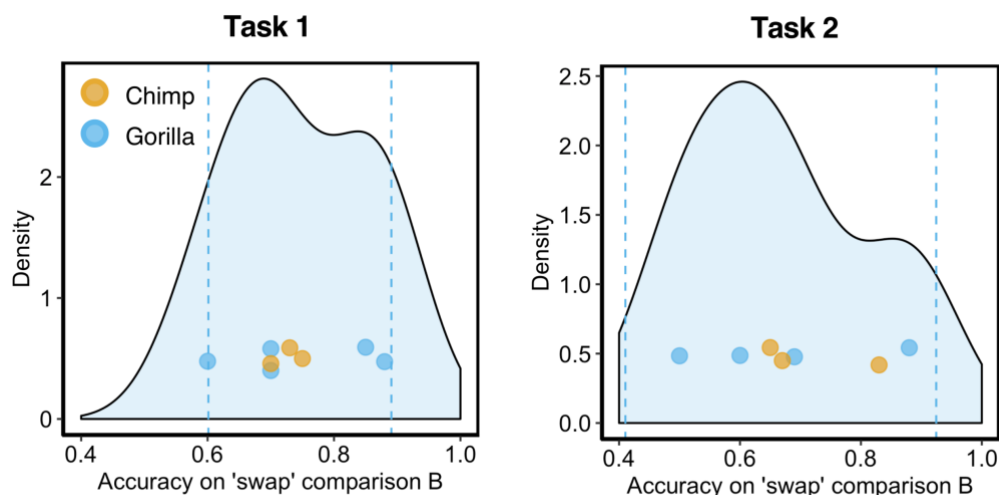 Task 1
Chimp
Gorilla
Density
2
1
0
0.4 0.6 0.8 1.0
Accuracy on 'swap' comparison B
Task 2
Density
2.5
2.0
1.5
1.0
0.5
0.0
0.4 0.6 0.8 1.0
Accuracy on 'swap' comparison B